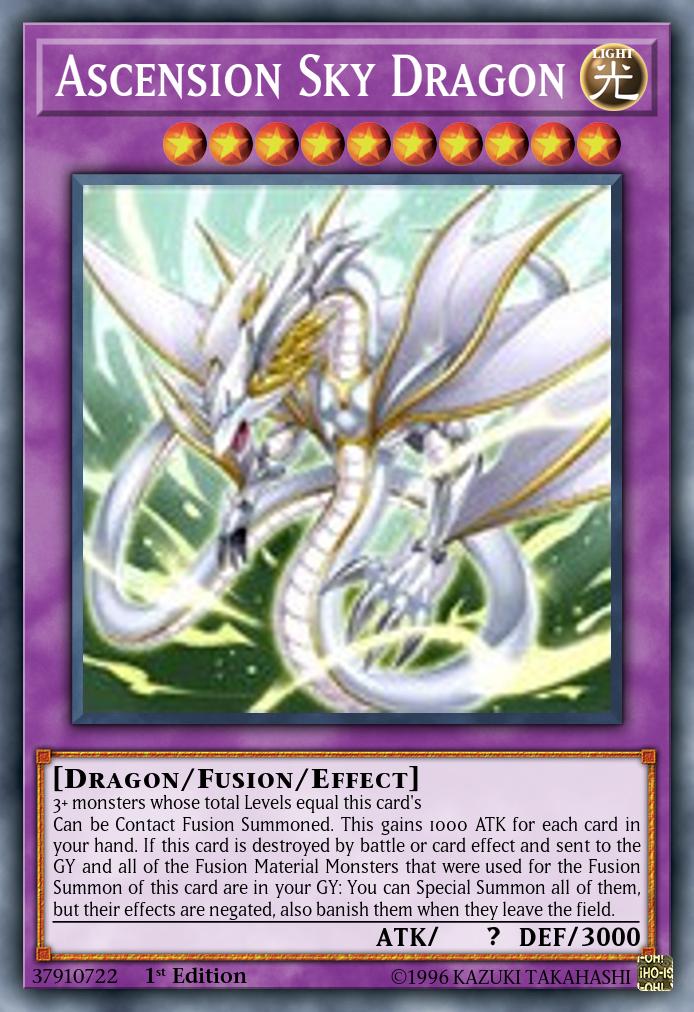 Ascension Sky Dragon
LIGHT
光
[Dragon/Fusion/Effect]
3+ monsters whose total Levels equal this card's
Can be Contact Fusion Summoned. This gains 1000 ATK for each card in
your hand. If this card is destroyed by battle or card effect and sent to the
GY and all of the Fusion Material Monsters that were used for the Fusion
Summon of this card are in your GY: You can Special Summon all of them,
but their effects are negated, also banish them when they leave the field.
ATK/ ? DEF/3000
37910722 1st Edition ©1996 KAZUKI TAKAHASHI